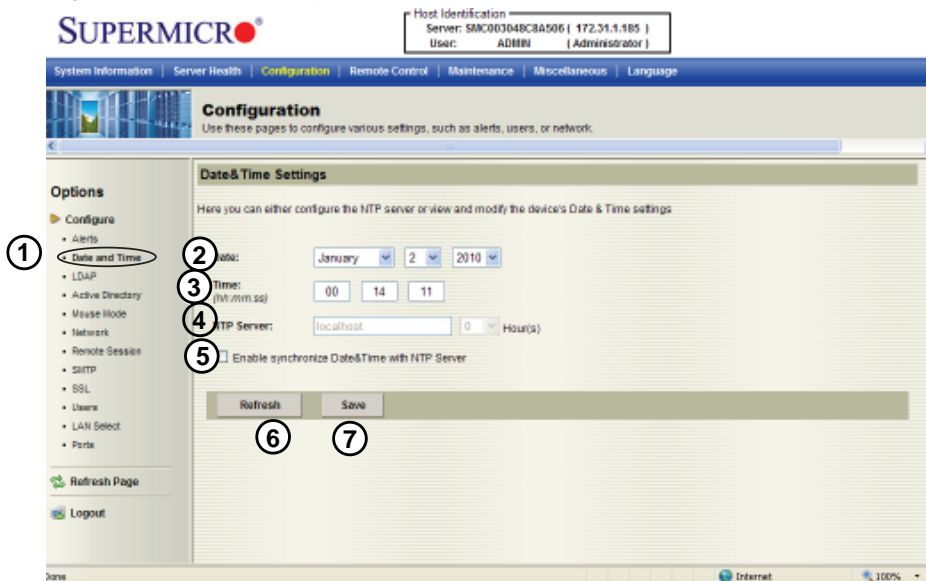 SUPERMICRO®
Host Identification
Server: SMC003048C8A506 ( 172.31.1.185 )
User: ADMIN ( Administrator )
System Information | Server Health | Configuration | Remote Control | Maintenance | Miscellaneous | Language
Configuration
Use these pages to configure various settings, such as alerts, users, or network.
Options
Configure
Alerts
1
Date and Time
LDAP
Active Directory
Mouse Mode
Network
Remote Session
SMTP
SSL
Users
LAN Select
Ports
Refresh Page
Logout
Date&Time Settings
Here you can either configure the NTP server or view and modify the device's Date & Time settings
2 Date: January 2 2010
3 Time: 00 14 11
(hh:mm:ss)
4 NTP Server: localhost 0 Hour(s)
5 Enable synchronize Date&Time with NTP Server
Refresh Save
6 7
Done Internet 100%